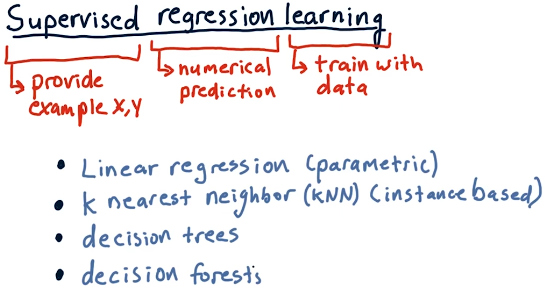 Supervised regression learning
↳ provide example X,Y
↳ numerical prediction
↳ train with data
• Linear regression (parametric)
• k nearest neighbor (KNN) (instance based)
• decision trees
• decision forests